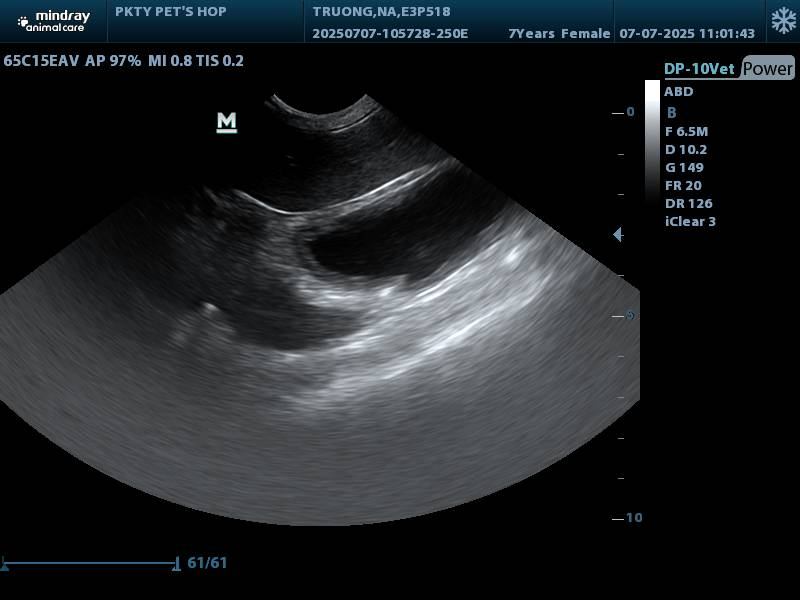 mindray
animal care
PKTY PET'S HOP
TRUONG,NA,E3P518
20250707-105728-250E
7Years Female
07-07-2025 11:01:43
65C15EAV AP 97% MI 0.8 TIS 0.2
M
DP-10Vet
Power
ABD
B
F 6.5M
D 10.2
G 149
FR 20
DR 126
iClear 3
0
5
10
61/61